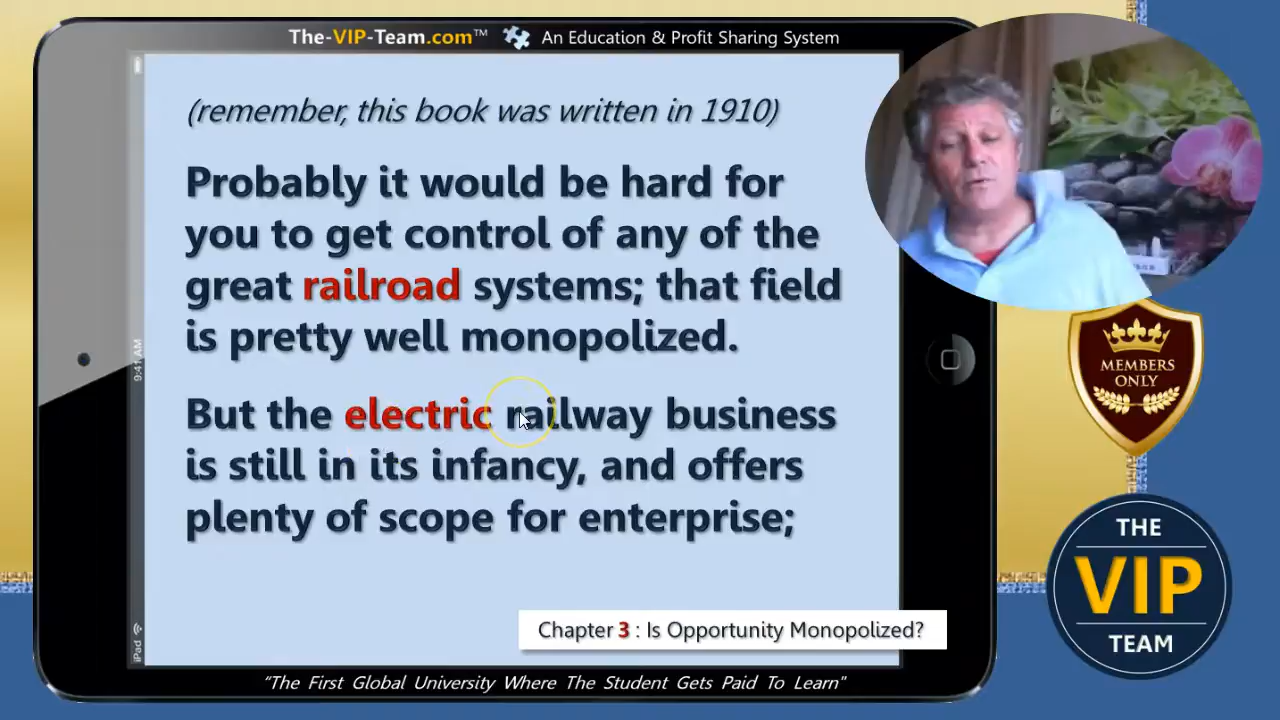 The-VIP-Team.com™ An Education & Profit Sharing System
(remember, this book was written in 1910)
Probably it would be hard for
you to get control of any of the
great railroad systems; that field
is pretty well monopolized.
But the electric railway business
is still in its infancy, and offers
plenty of scope for enterprise;
Chapter 3 : Is Opportunity Monopolized?
"The First Global University Where The Student Gets Paid To Learn"
9:41 AM
iPad
MEMBERS
ONLY
THE
VIP
TEAM